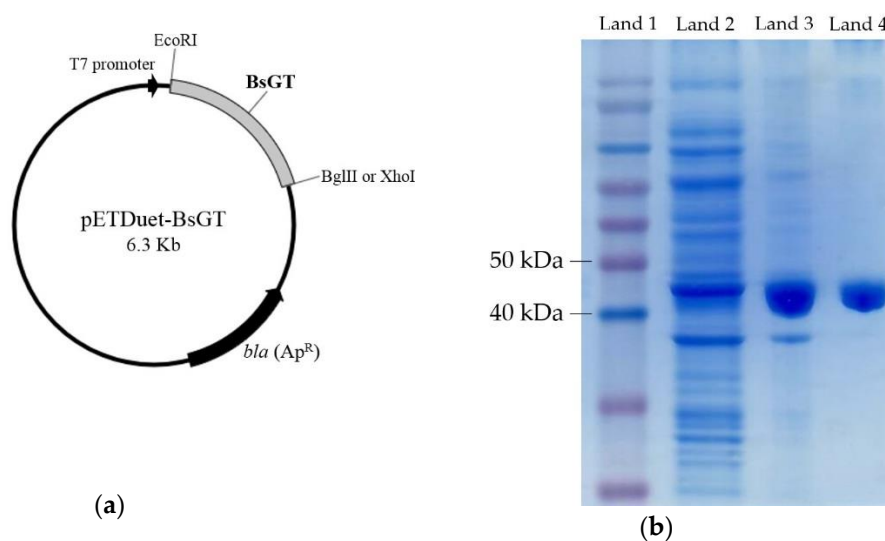 EcoRI
T7 promoter
BsGT
BglII or XhoI
pETDuet-BsGT
6.3 Kb
bla (Ap^R)
(a)
Land 1 Land 2 Land 3 Land 4
50 kDa
40 kDa
(b)